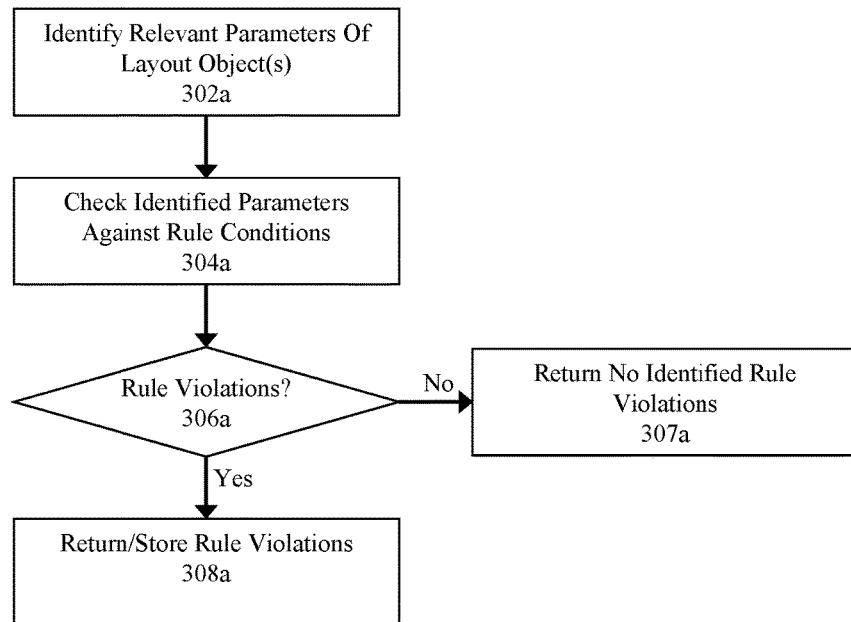 Identify Relevant Parameters Of
Layout Object(s)
302a
Check Identified Parameters
Against Rule Conditions
304a
Rule Violations?
306a
No
Return No Identified Rule
Violations
307a
Yes
Return/Store Rule Violations
308a